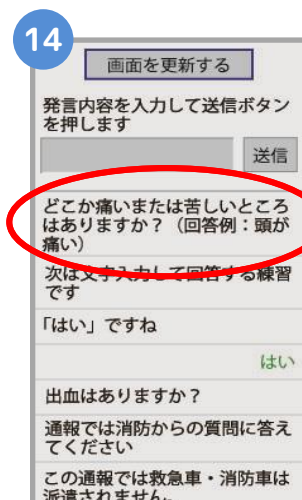 14
画面を更新する
発言内容を入力して送信ボタン
を押します
送信
どこか痛いまたは苦しいところ
はありますか？（回答例：頭が
痛い）
次は文字入力して回答する練習
です
「はい」ですね
はい
出血はありますか？
通報では消防からの質問に答え
てください
この通報では救急車・消防車は
派遣されません。